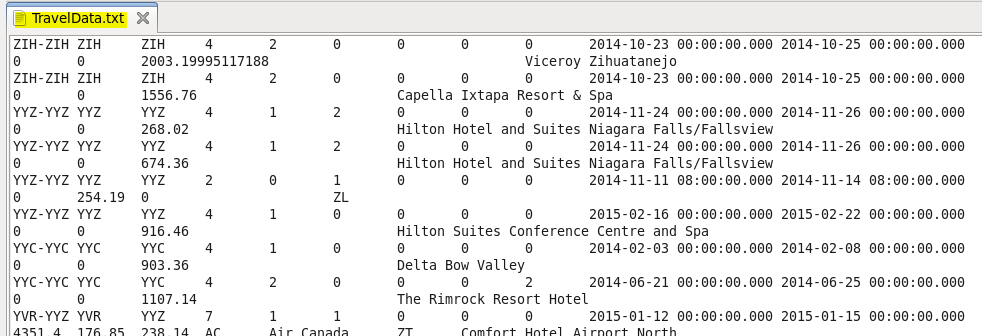 TravelData.txt
ZIH-ZIH ZIH ZIH 4 2 0 0 0 0 2014-10-23 00:00:00.000 2014-10-25 00:00:00.000
0 0 2003.19995117188 Viceroy Zihuatanejo
ZIH-ZIH ZIH ZIH 4 2 0 0 0 0 2014-10-23 00:00:00.000 2014-10-25 00:00:00.000
0 0 1556.76 Capella Ixtapa Resort & Spa
YYZ-YYZ YYZ YYZ 4 1 2 0 0 0 2014-11-24 00:00:00.000 2014-11-26 00:00:00.000
0 0 268.02 Hilton Hotel and Suites Niagara Falls/Fallsview
YYZ-YYZ YYZ YYZ 4 1 2 0 0 0 2014-11-24 00:00:00.000 2014-11-26 00:00:00.000
0 0 674.36 Hilton Hotel and Suites Niagara Falls/Fallsview
YYZ-YYZ YYZ YYZ 2 0 1 0 0 0 2014-11-11 08:00:00.000 2014-11-14 08:00:00.000
0 254.19 0 ZL
YYZ-YYZ YYZ YYZ 4 1 0 0 0 0 2015-02-16 00:00:00.000 2015-02-22 00:00:00.000
0 0 916.46 Hilton Suites Conference Centre and Spa
YYC-YYC YYC YYC 4 1 0 0 0 0 2014-02-03 00:00:00.000 2014-02-08 00:00:00.000
0 0 903.36 Delta Bow Valley
YYC-YYC YYC YYC 4 2 0 0 0 2 2014-06-21 00:00:00.000 2014-06-25 00:00:00.000
0 0 1107.14 The Rimrock Resort Hotel
YVR-YYZ YVR YYZ 7 1 1 0 0 0 2015-01-12 00:00:00.000 2015-01-15 00:00:00.000
4351.4 176.85 238.14 AC Air Canada ZT Comfort Hotel Airport North